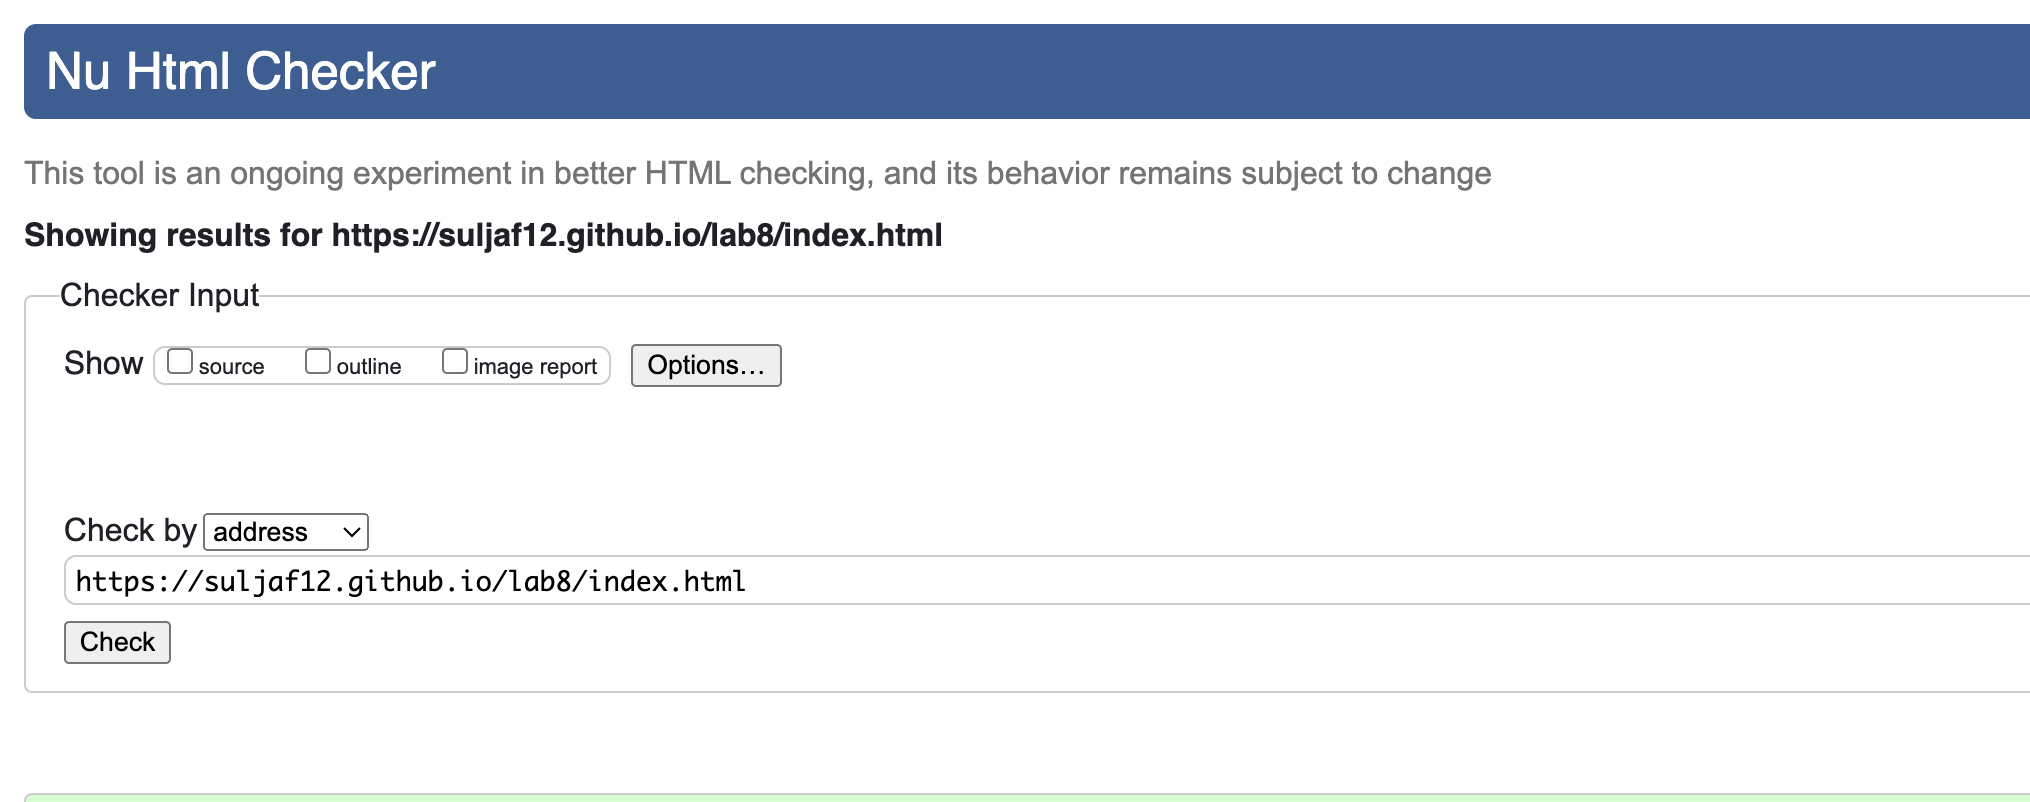 Nu Html Checker
This tool is an ongoing experiment in better HTML checking, and its behavior remains subject to change
Showing results for https://suljaf12.github.io/lab8/index.html
Checker Input
Show source outline image report Options...
Check by address
https://suljaf12.github.io/lab8/index.html
Check